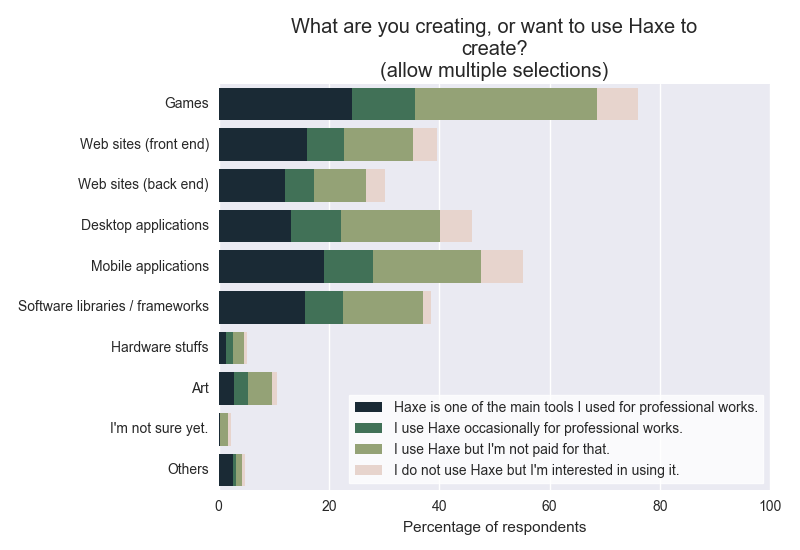 What are you creating, or want to use Haxe to
create?
(allow multiple selections)
Games
Web sites (front end)
Web sites (back end)
Desktop applications
Mobile applications
Software libraries / frameworks
Hardware stuffs
Art
I'm not sure yet.
Others
Haxe is one of the main tools I used for professional works.
I use Haxe occasionally for professional works.
I use Haxe but I'm not paid for that.
I do not use Haxe but I'm interested in using it.
0 20 40 60 80 100
Percentage of respondents